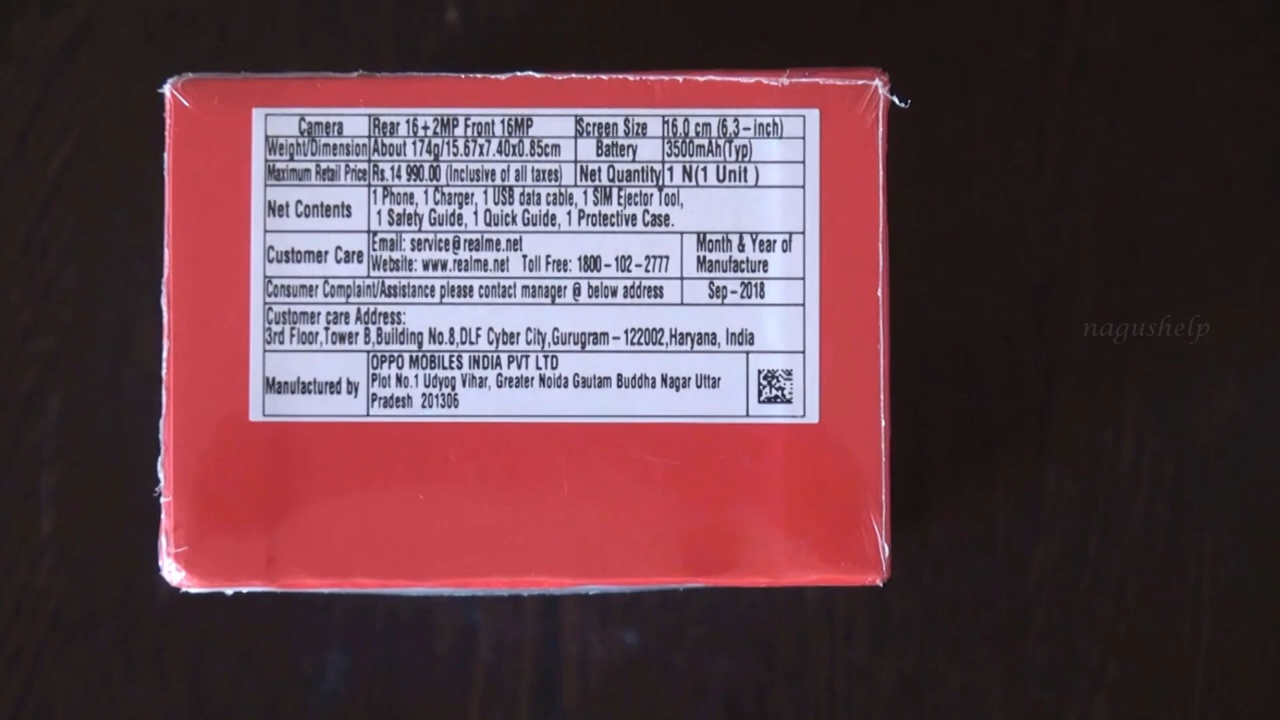 Camera Rear 16+2MP Front 16MP Screen Size 16.0 cm (6.3-inch)
Weight/Dimension About 174g/15.67x7.40x0.85cm Battery 3500mAh(Typ)
Maximum Retail Price Rs.14 990.00 (Inclusive of all taxes) Net Quantity 1 N(1 Unit )
Net Contents 1 Phone, 1 Charger, 1 USB data cable, 1 SIM Ejector Tool,
1 Safety Guide, 1 Quick Guide, 1 Protective Case.
Customer Care Email: service@realme.net
Website: www.realme.net Toll Free: 1800-102-2777
Month & Year of
Manufacture
Consumer Complaint/Assistance please contact manager @ below address Sep-2018
Customer care Address:
3rd Floor,Tower B,Building No.8,DLF Cyber City,Gurugram-122002,Haryana, India
Manufactured by OPPO MOBILES INDIA PVT LTD
Plot No.1 Udyog Vihar, Greater Noida Gautam Buddha Nagar Uttar
Pradesh 201306
nagushelp